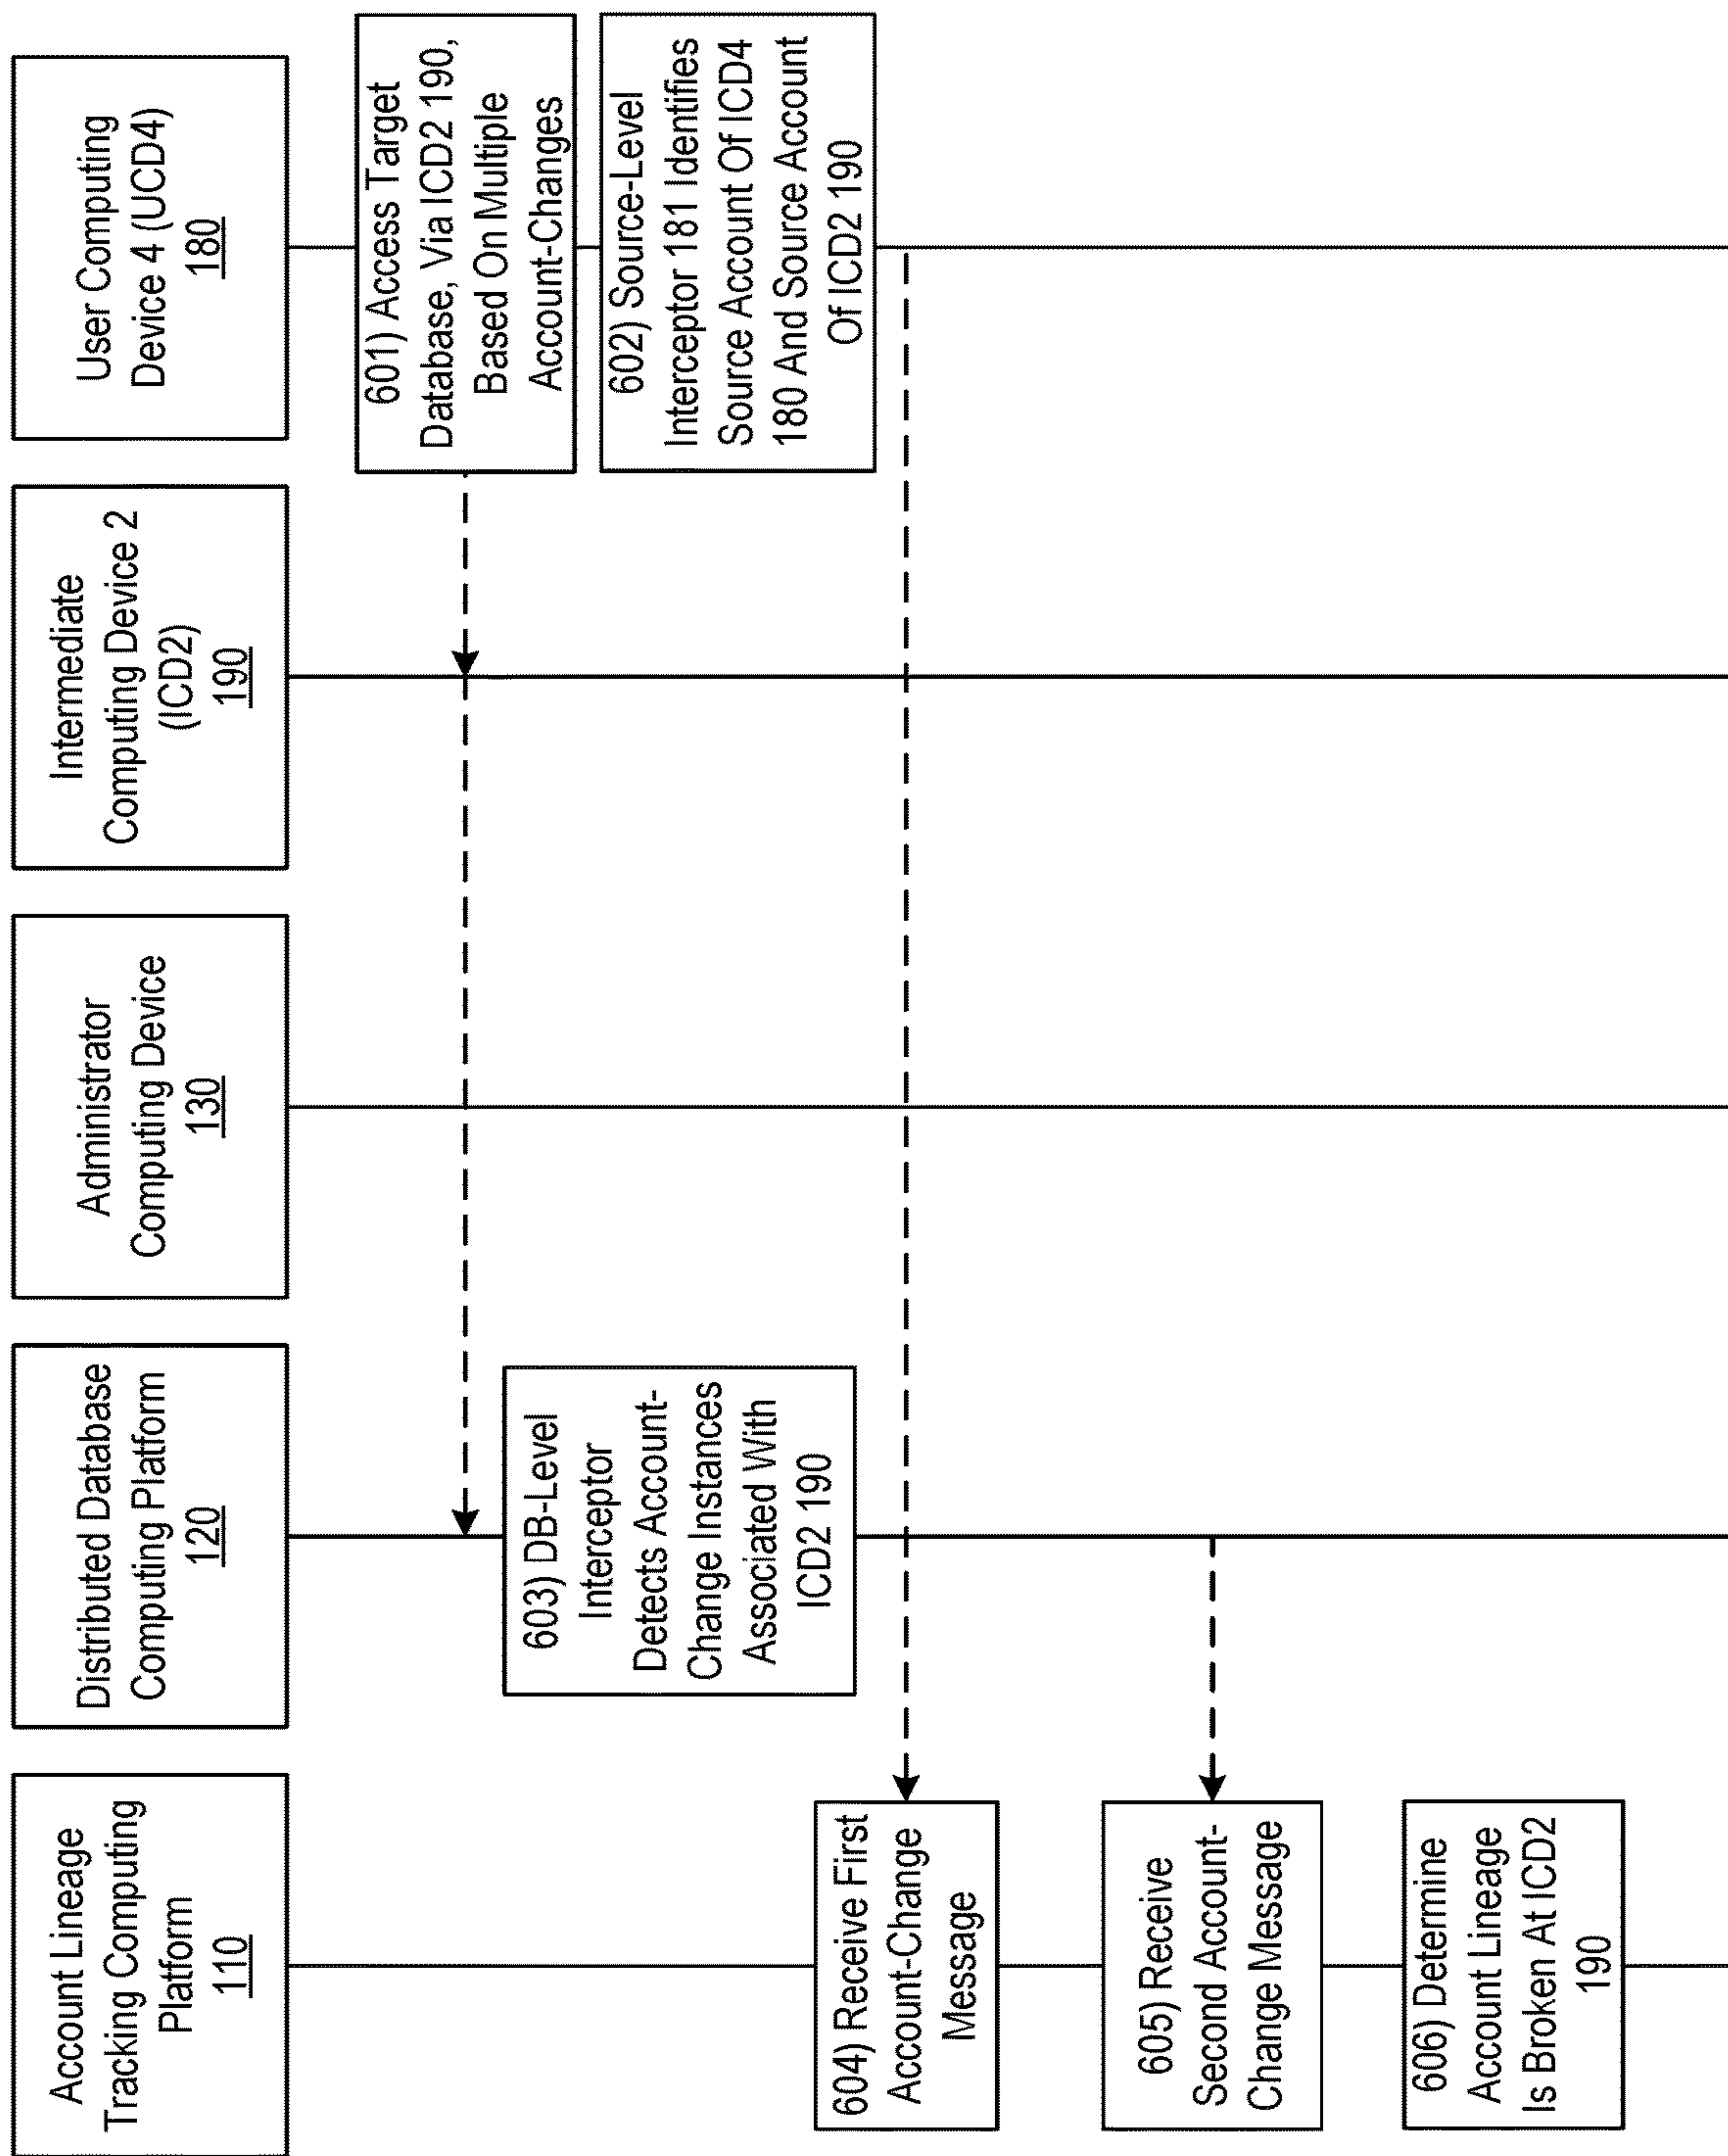 Account Lineage
Tracking Computing
Platform
110
Distributed Database
Computing Platform
120
Administrator
Computing Device
130
Intermediate
Computing Device 2
(ICD2)
190
User Computing
Device 4 (UCD4)
180
601) Access Target
Database, Via ICD2 190,
Based On Multiple
Account-Changes
602) Source-Level
Interceptor 181 Identifies
Source Account Of ICD4
180 And Source Account
Of ICD2 190
603) DB-Level
Interceptor
Detects Account-
Change Instances
Associated With
ICD2 190
604) Receive First
Account-Change
Message
605) Receive
Second Account-
Change Message
606) Determine
Account Lineage
Is Broken At ICD2
190